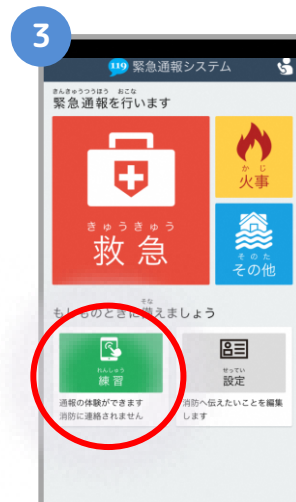 3
119 緊急通報システム
きんきゅうつうほう おこな
緊急通報を行います
きゅうきゅう
救急
かじ
火事
そのた
その他
そな
もしものときに備えましょう
れんしゅう
練習
せってい
設定
通報の体験ができます
消防に連絡されません
消防へ伝えたいことを編集
します